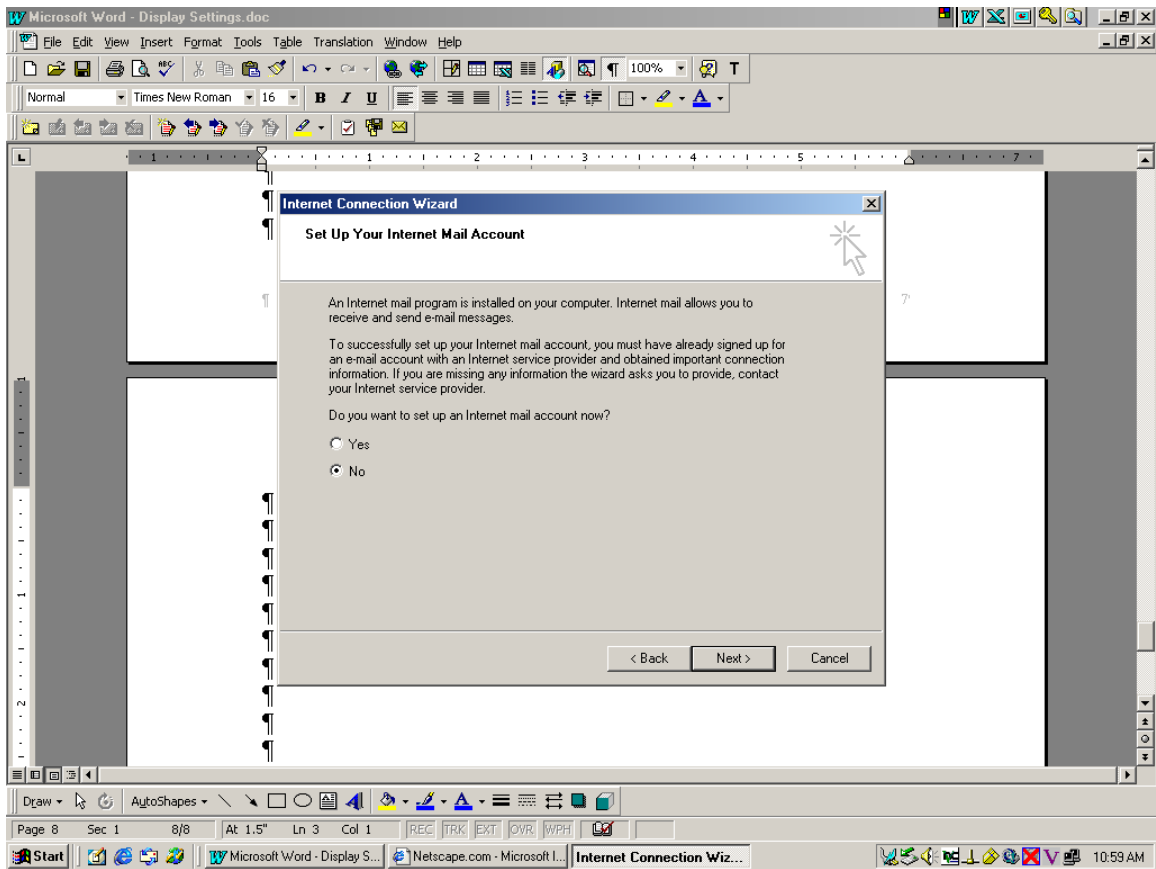 Microsoft Word - Display Settings.doc
File Edit View Insert Format Tools Table Translation Window Help
100%
Normal Times New Roman 16 B I U
1 1 2 3 4 5 7
Internet Connection Wizard
Set Up Your Internet Mail Account
An Internet mail program is installed on your computer. Internet mail allows you to
receive and send e-mail messages.
To successfully set up your Internet mail account, you must have already signed up for
an e-mail account with an Internet service provider and obtained important connection
information. If you are missing any information the wizard asks you to provide, contact
your Internet service provider.
Do you want to set up an Internet mail account now?
Yes
No
< Back Next > Cancel
Draw AutoShapes
Page 8 Sec 1 8/8 At 1.5" Ln 3 Col 1 REC TRK EXT OVR WPH
Start Microsoft Word - Display S... Netscape.com - Microsoft I... Internet Connection Wiz... 10:59 AM